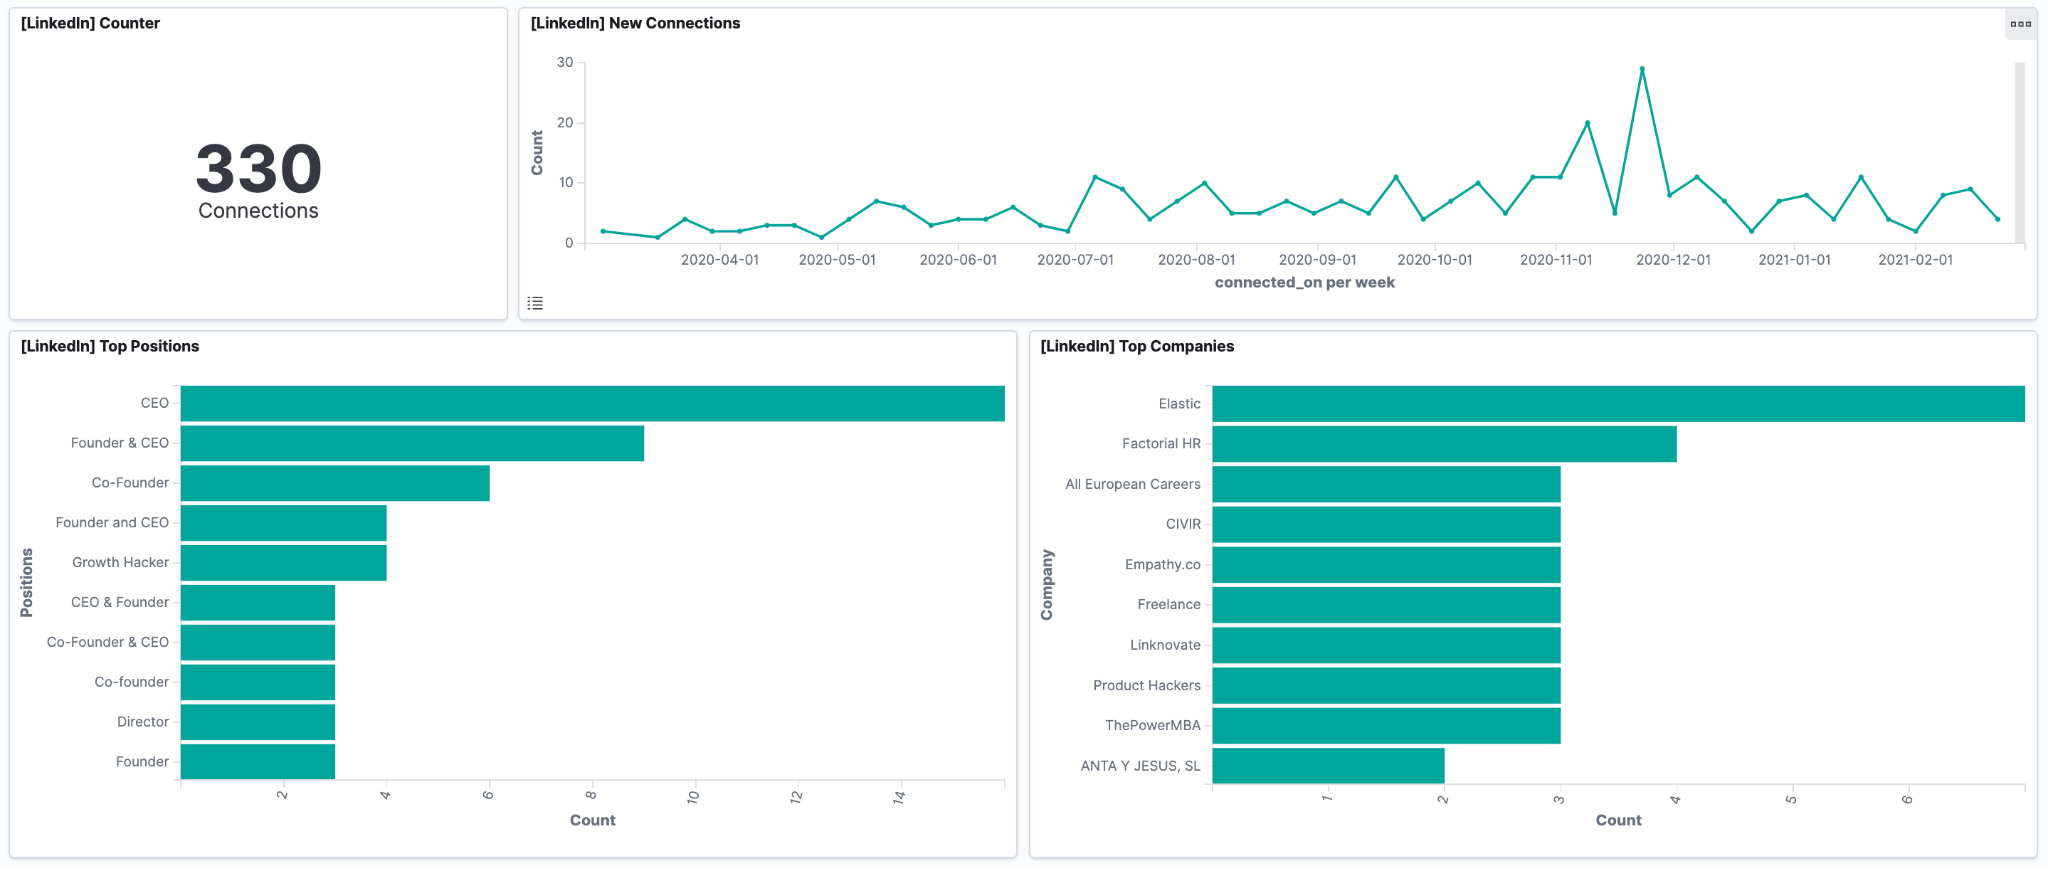 [LinkedIn] Counter
330
Connections
[LinkedIn] New Connections
Count
30
20
10
0
2020-04-01 2020-05-01 2020-06-01 2020-07-01 2020-08-01 2020-09-01 2020-10-01 2020-11-01 2020-12-01 2021-01-01 2021-02-01
connected_on per week
[LinkedIn] Top Positions
Positions
CEO
Founder & CEO
Co-Founder
Founder and CEO
Growth Hacker
CEO & Founder
Co-Founder & CEO
Co-founder
Director
Founder
2 4 6 8 10 12 14
Count
[LinkedIn] Top Companies
Company
Elastic
Factorial HR
All European Careers
CIVIR
Empathy.co
Freelance
Linknovate
Product Hackers
ThePowerMBA
ANTA Y JESUS, SL
1 2 3 4 5 6
Count